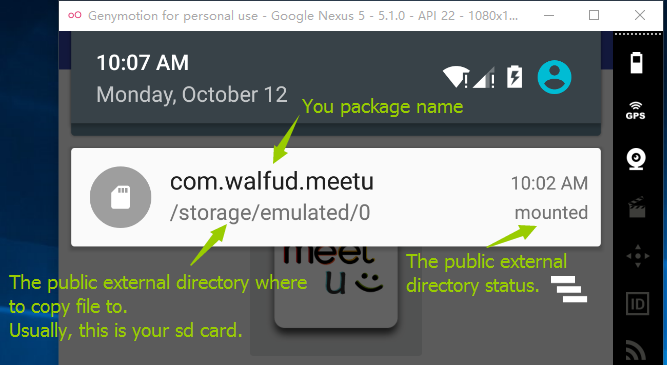 Genymotion for personal use - Google Nexus 5 - 5.1.0 - API 22 - 1080x1...
10:07 AM
Monday, October 12
You package name
GPS
com.walfud.meetu
10:02 AM
/storage/emulated/0
mounted
meet
u
The public external directory where
to copy file to.
Usually, this is your sd card.
The public external
directory status.
ID